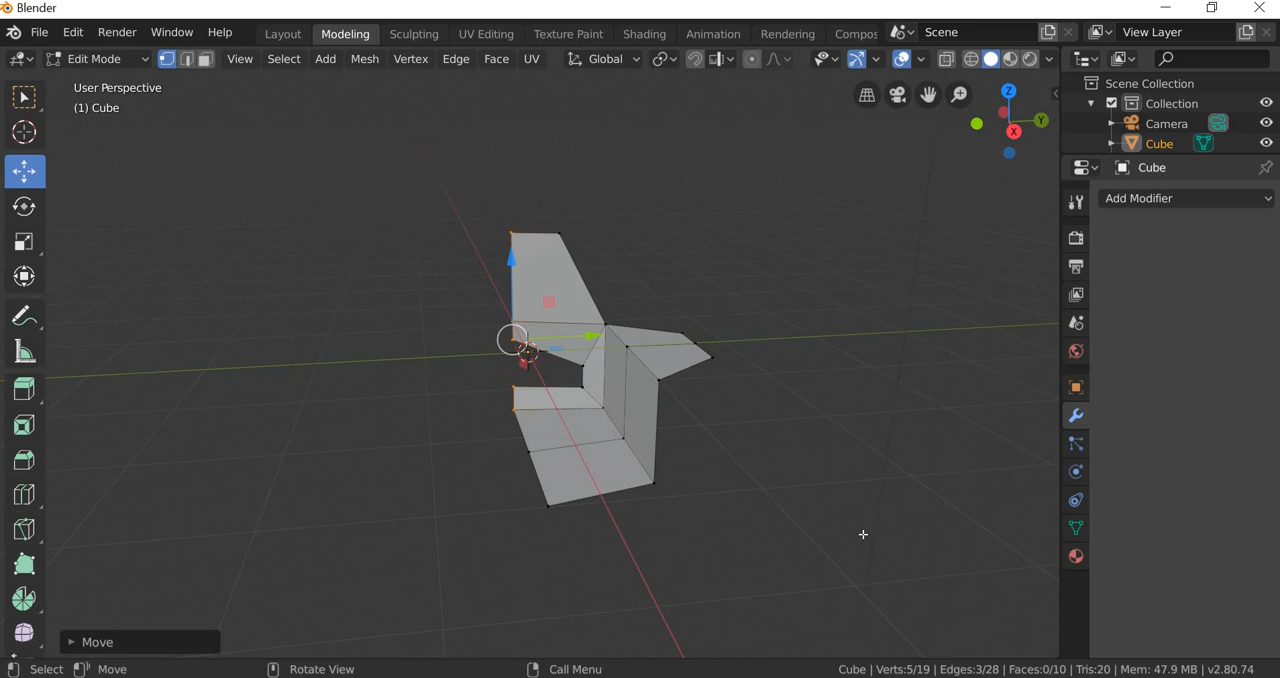 Blender
File Edit Render Window Help
Layout Modeling Sculpting UV Editing Texture Paint Shading Animation Rendering Compos
Scene
View Layer
Edit Mode
View Select Add Mesh Vertex Edge Face UV
Global
User Perspective
(1) Cube
Z
Y
X
Scene Collection
Collection
Camera
Cube
Cube
Add Modifier
Move
Select Move Rotate View Call Menu
Cube | Verts:5/19 | Edges:3/28 | Faces:0/10 | Tris:20 | Mem: 47.9 MB | v2.80.74